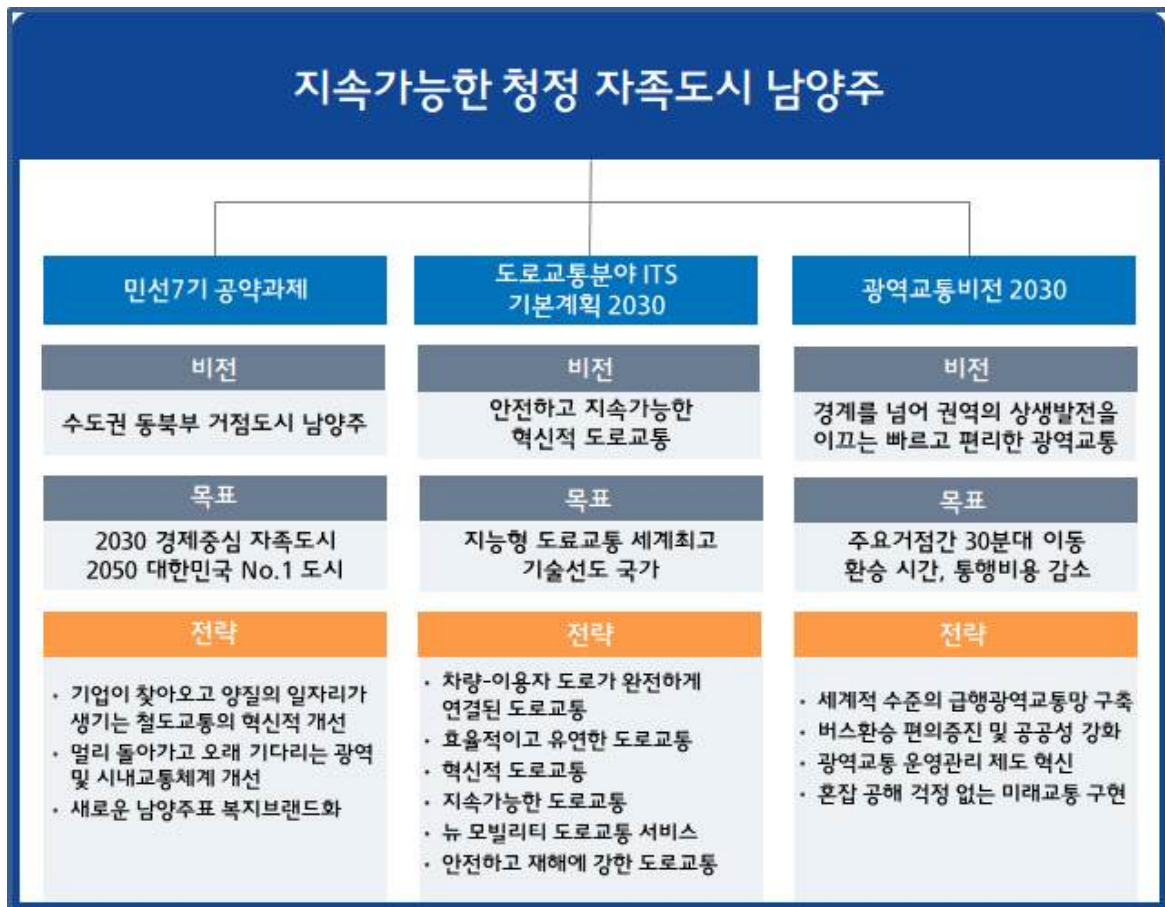 지속가능한 청정 자족도시 남양주
민선7기 공약과제
비전
수도권 동북부 거점도시 남양주
목표
2030 경제중심 자족도시
2050 대한민국 No.1 도시
전략
· 기업이 찾아오고 양질의 일자리가
생기는 철도교통의 혁신적 개선
· 멀리 돌아가고 오래 기다리는 광역
및 시내교통체계 개선
· 새로운 남양주표 복지브랜드화
도로교통분야 ITS
기본계획 2030
비전
안전하고 지속가능한
혁신적 도로교통
목표
지능형 도료교통 세계최고
기술선도 국가
전략
· 차량-이용자 도로가 완전하게
연결된 도로교통
· 효율적이고 유연한 도로교통
· 혁신적 도로교통
· 지속가능한 도로교통
· 뉴 모빌리티 도로교통 서비스
· 안전하고 재해에 강한 도로교통
광역교통비전 2030
비전
경계를 넘어 권역의 상생발전을
이끄는 빠르고 편리한 광역교통
목표
주요거점간 30분대 이동
환승 시간, 통행비용 감소
전략
· 세계적 수준의 급행광역교통망 구축
· 버스환승 편의증진 및 공공성 강화
· 광역교통 운영관리 제도 혁신
· 혼잡 공해 걱정 없는 미래교통 구현